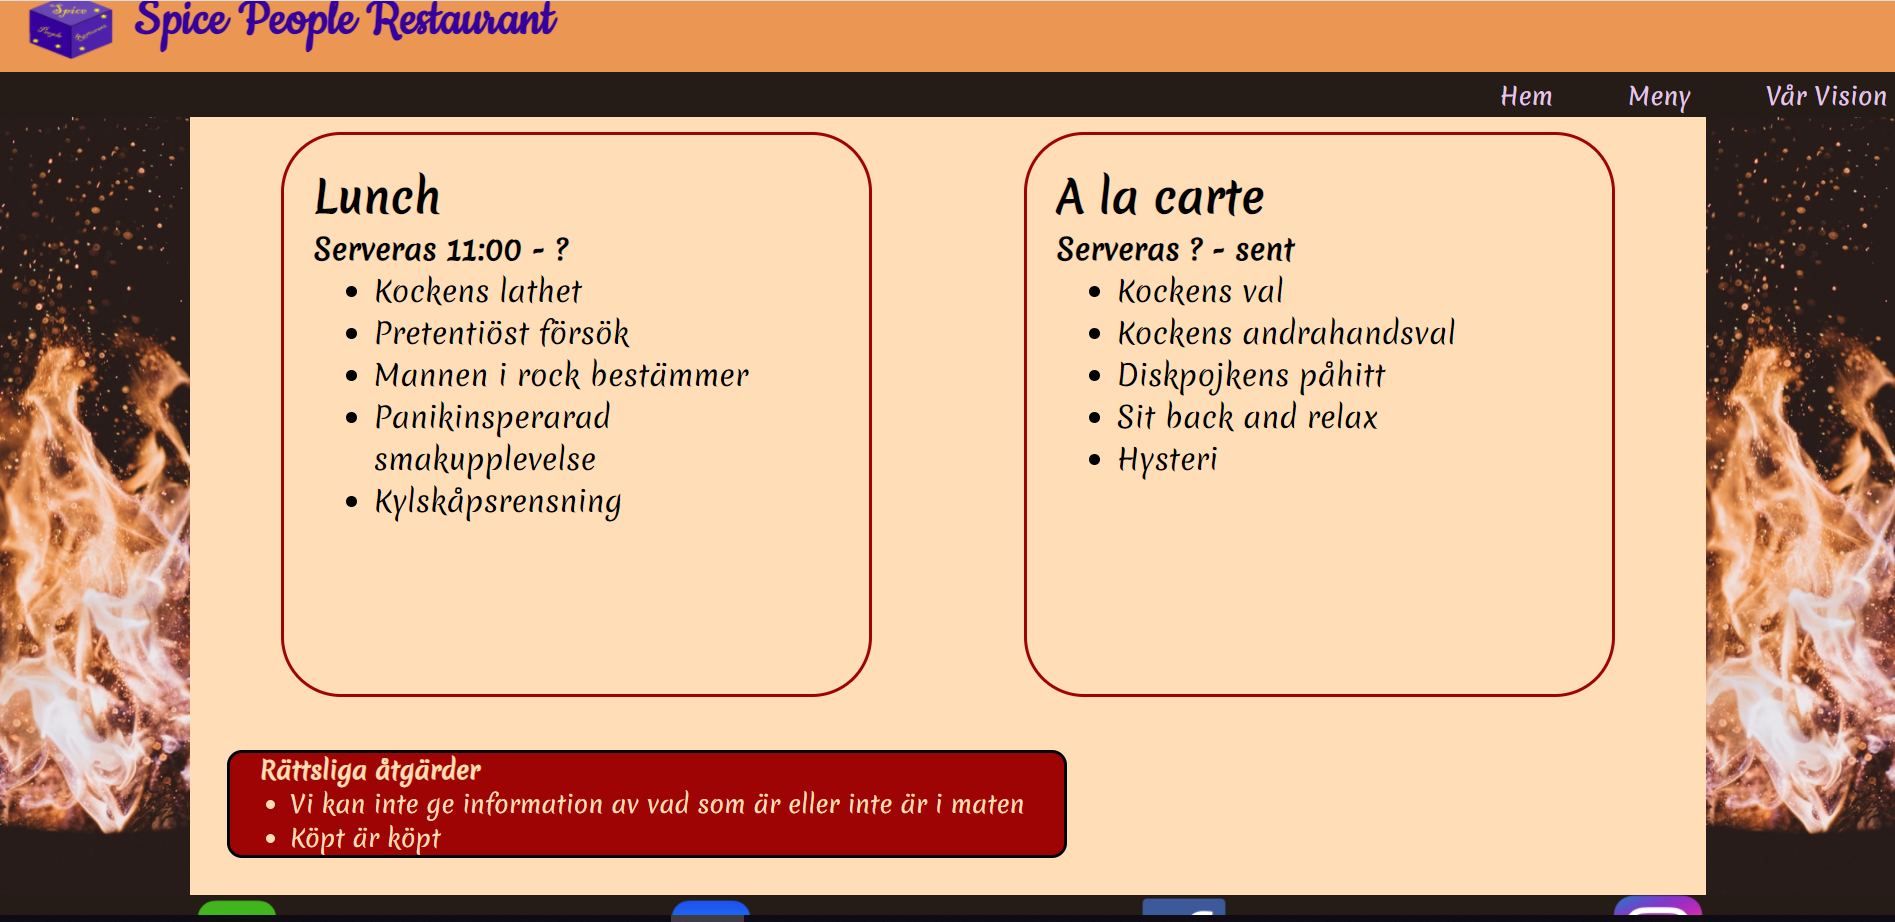 Spice
People
Spice People Restaurant
Hem Meny Vår Vision
Lunch
Serveras 11:00 - ?
Kockens lathet
Pretentiöst försök
Mannen i rock bestämmer
Panikinsperarad
smakupplevelse
Kylskåpsrensning
A la carte
Serveras ? - sent
Kockens val
Kockens andrahandsval
Diskpojkens påhitt
Sit back and relax
Hysteri
Rättsliga åtgärder
Vi kan inte ge information av vad som är eller inte är i maten
Köpt är köpt